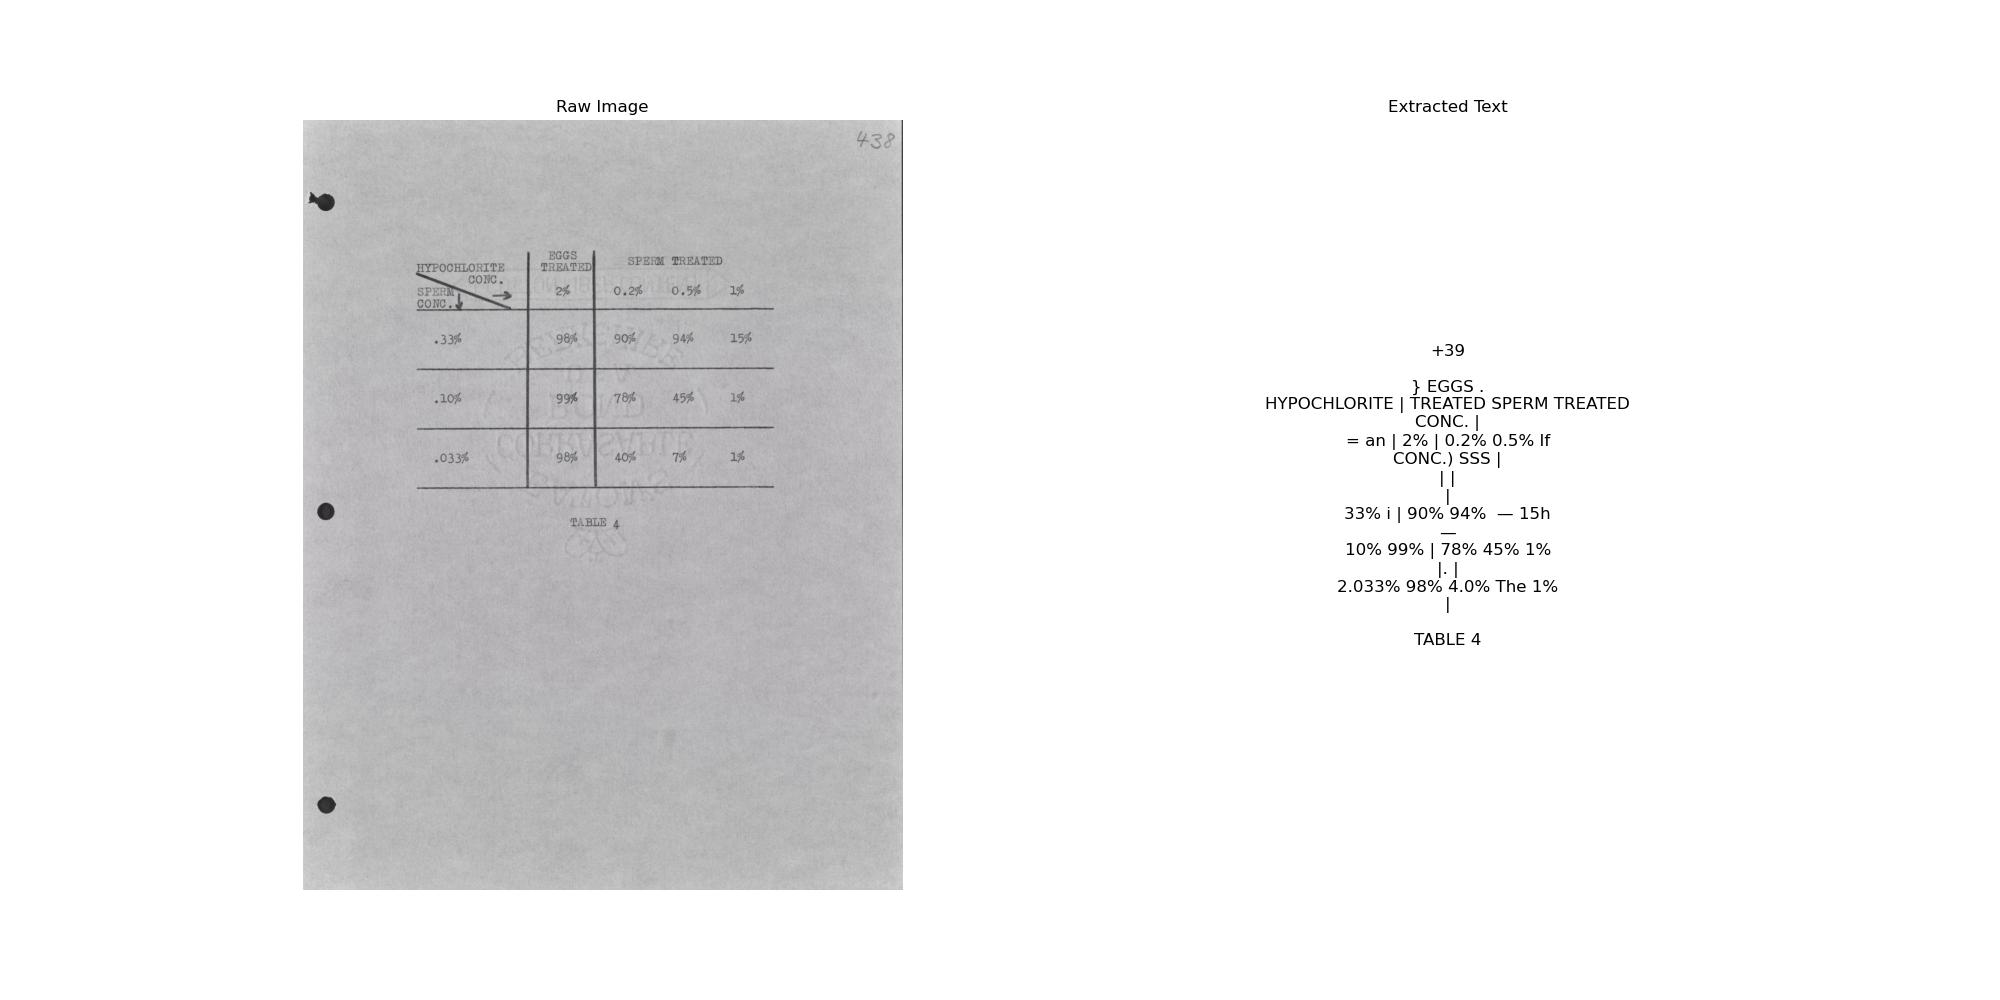 Raw Image
438
HYPOCHLORITE CONC. → | EGGS TREATED | SPERM TREATED
SPERM CONC. ↓ | 2% | 0.2% 0.5% 1%
.33% 98% 90% 94% 15%
.10% 99% 78% 45% 1%
.033% 98% 40% 7% 1%
TABLE 4
Extracted Text
+39
} EGGS .
HYPOCHLORITE | TREATED SPERM TREATED
CONC. |
= an | 2% | 0.2% 0.5% If
CONC.) SSS |
| |
|
33% i | 90% 94% — 15h
—
10% 99% | 78% 45% 1%
|. |
2.033% 98% 4.0% The 1%
|
TABLE 4